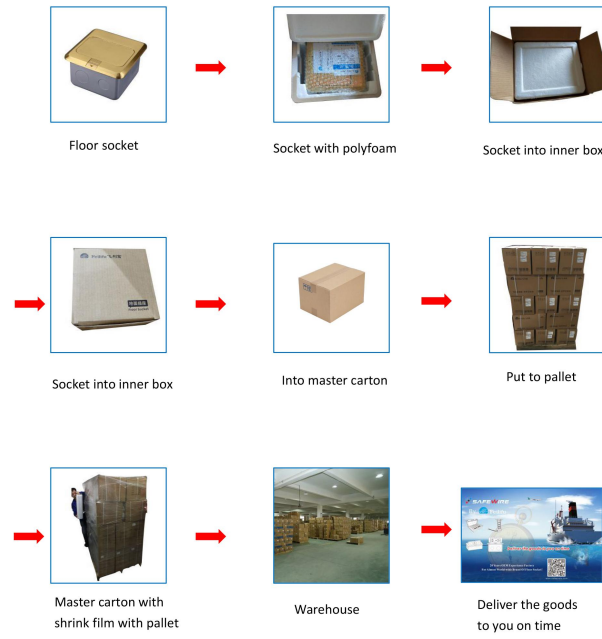 Floor socket
Socket with polyfoam
Socket into inner box
Socket into inner box
Into master carton
Put to pallet
Master carton with
shrink film with pallet
Warehouse
Deliver the goods
to you on time
SAFEWIRE